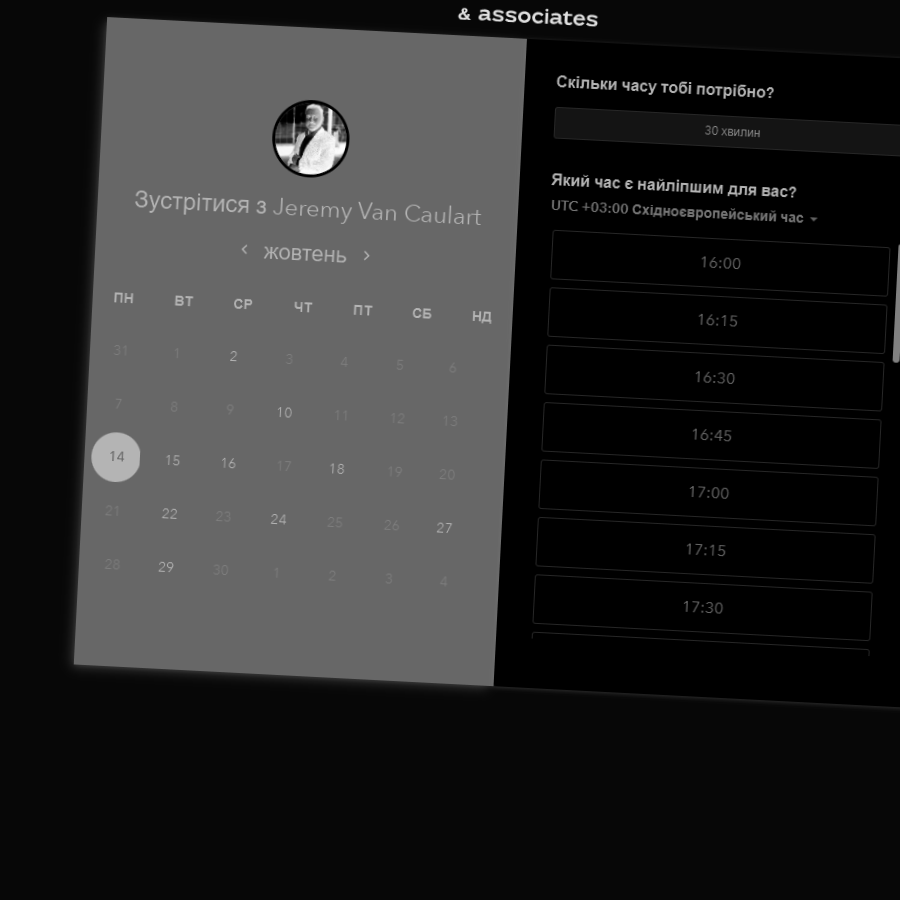 & associates
Зустрітися з Jeremy Van Caulart
жовтень
ПН ВТ СР ЧТ ПТ СБ НД
31 1 2 3 4 5 6
7 8 9 10 11 12 13
14 15 16 17 18 19 20
21 22 23 24 25 26 27
28 29 30 1 2 3 4
Скільки часу тобі потрібно?
30 хвилин
Який час є найліпшим для вас?
UTC +03:00 Східноєвропейський час
16:00
16:15
16:30
16:45
17:00
17:15
17:30